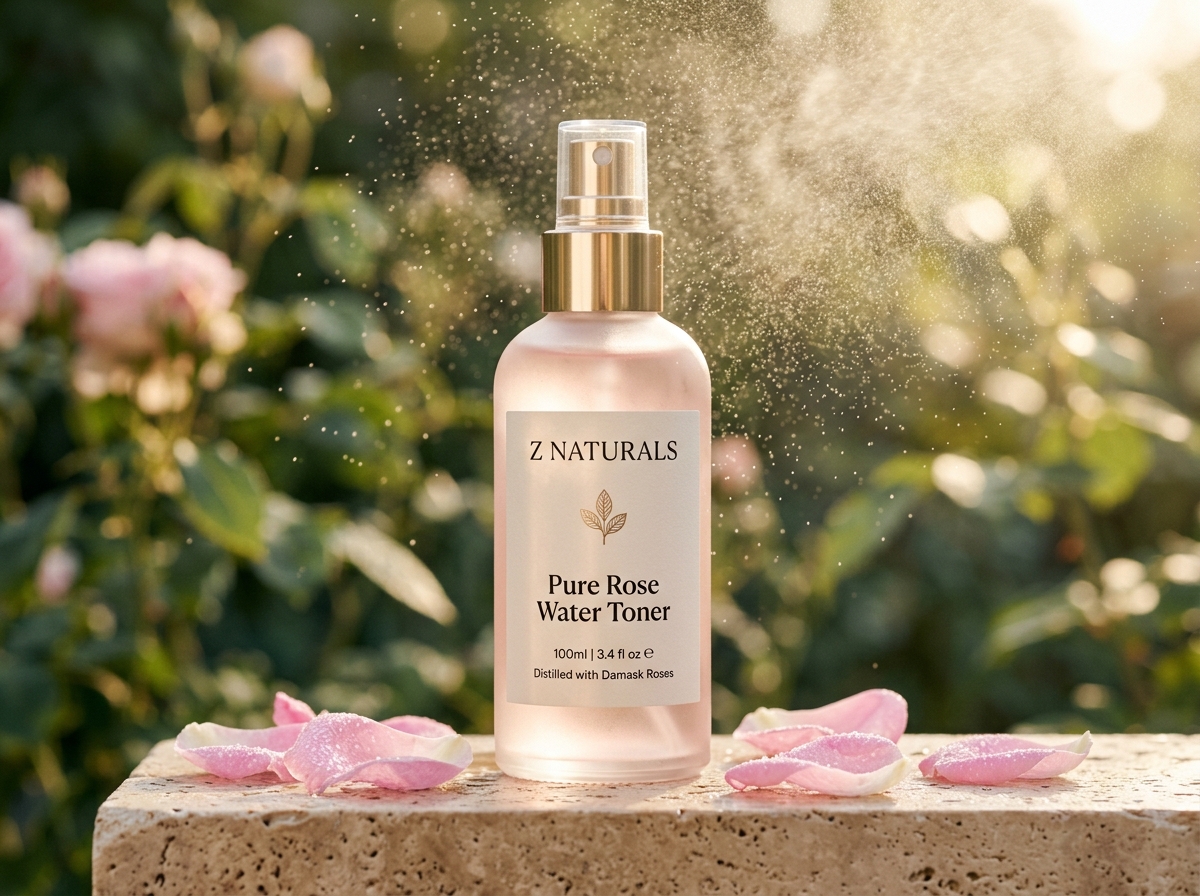 Z NATURALS
Pure Rose
Water Toner
100ml | 3.4 fl oz ℮
Distilled with Damask Roses